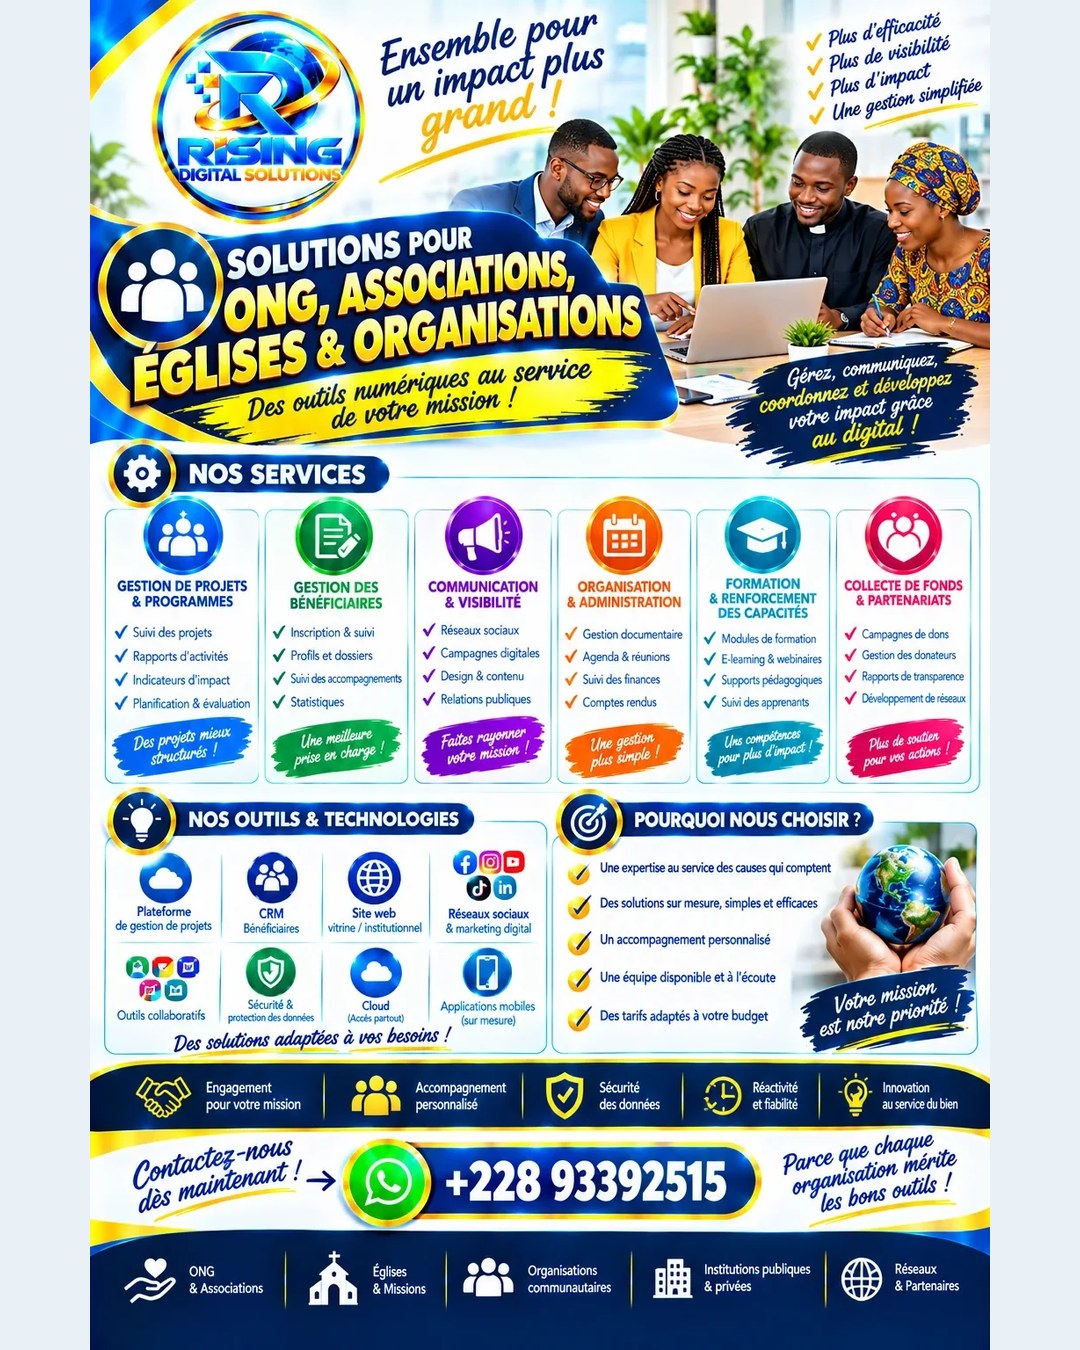 RISING
DIGITAL SOLUTIONS
Ensemble pour
un impact plus
grand !
Plus d'efficacité
Plus de visibilité
Plus d'impact
Une gestion simplifiée
SOLUTIONS POUR
ONG, ASSOCIATIONS,
ÉGLISES & ORGANISATIONS
Des outils numériques au service
de votre mission !
Gérez, communiquez,
coordonnez et développez
votre impact grâce
au digital !
NOS SERVICES
GESTION DE PROJETS
& PROGRAMMES
Suivi des projets
Rapports d'activités
Indicateurs d'impact
Planification & évaluation
Des projets mieux
structurés !
GESTION DES
BÉNÉFICIAIRES
Inscription & suivi
Profils et dossiers
Suivi des accompagnements
Statistiques
Une meilleure
prise en charge !
COMMUNICATION
& VISIBILITÉ
Réseaux sociaux
Campagnes digitales
Design & contenu
Relations publiques
Faites rayonner
votre mission !
ORGANISATION
& ADMINISTRATION
Gestion documentaire
Agenda & réunions
Suivi des finances
Comptes rendus
Une gestion
plus simple !
FORMATION
& RENFORCEMENT
DES CAPACITÉS
Modules de formation
E-learning & webinaires
Supports pédagogiques
Suivi des apprenants
Uns compétences
pour plus d'impact !
COLLECTE DE FONDS
& PARTENARIATS
Campagnes de dons
Gestion des donateurs
Rapports de transparence
Développement de réseaux
Plus de soutien
pour vos actions !
NOS OUTILS & TECHNOLOGIES
Plateforme
de gestion de projets
CRM
Bénéficiaires
Site web
vitrine / institutionnel
Réseaux sociaux
& marketing digital
Outils collaboratifs
Sécurité &
protection des données
Cloud
(Accès partout)
Applications mobiles
(sur mesure)
Des solutions adaptées à vos besoins !
POURQUOI NOUS CHOISIR ?
Une expertise au service des causes qui comptent
Des solutions sur mesure, simples et efficaces
Un accompagnement personnalisé
Une équipe disponible et à l'écoute
Des tarifs adaptés à votre budget
Votre mission
est notre priorité !
Engagement
pour votre mission
Accompagnement
personnalisé
Sécurité
des données
Réactivité
et fiabilité
Innovation
au service du bien
Contactez-nous
dès maintenant !
+228 93392515
Parce que chaque
organisation mérite
les bons outils !
ONG
& Associations
Églises
& Missions
Organisations
communautaires
Institutions publiques
& privées
Réseaux
& Partenaires